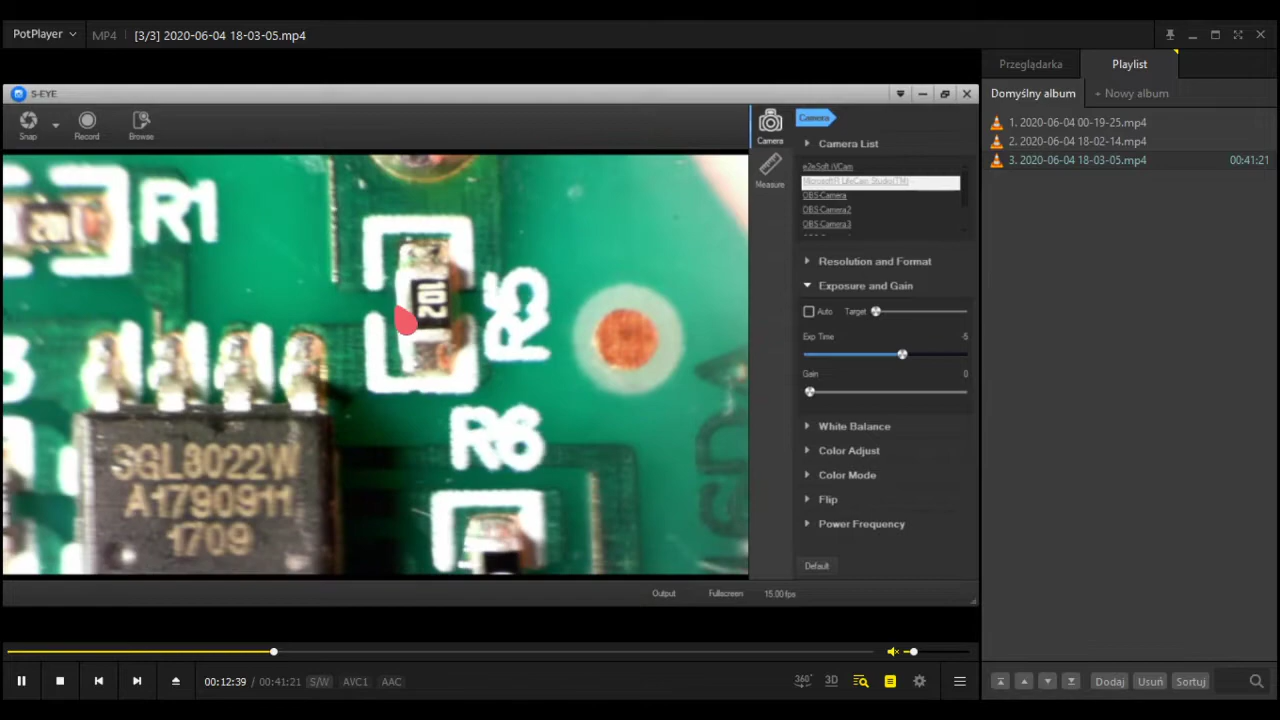 PotPlayer
MP4
[3/3] 2020-06-04 18-03-05.mp4
Przeglądarka
Playlist
Domyślny album
+ Nowy album
1. 2020-06-04 00-19-25.mp4
2. 2020-06-04 18-02-14.mp4
3. 2020-06-04 18-03-05.mp4 00:41:21
S-EYE
Snap
Record
Browse
Camera
Measure
Camera
Camera List
e2eSoft iVCam
Microsoft® LifeCam Studio(TM)
OBS-Camera
OBS-Camera2
OBS-Camera3
Resolution and Format
Exposure and Gain
Auto Target
Exp Time -5
Gain 0
White Balance
Color Adjust
Color Mode
Flip
Power Frequency
Default
R1
102
R5
R6
SGL8022W
A1790911
1709
Output Fullscreen 15.00 fps
00:12:39 / 00:41:21 S/W AVC1 AAC
360° 3D
Dodaj Usuń Sortuj